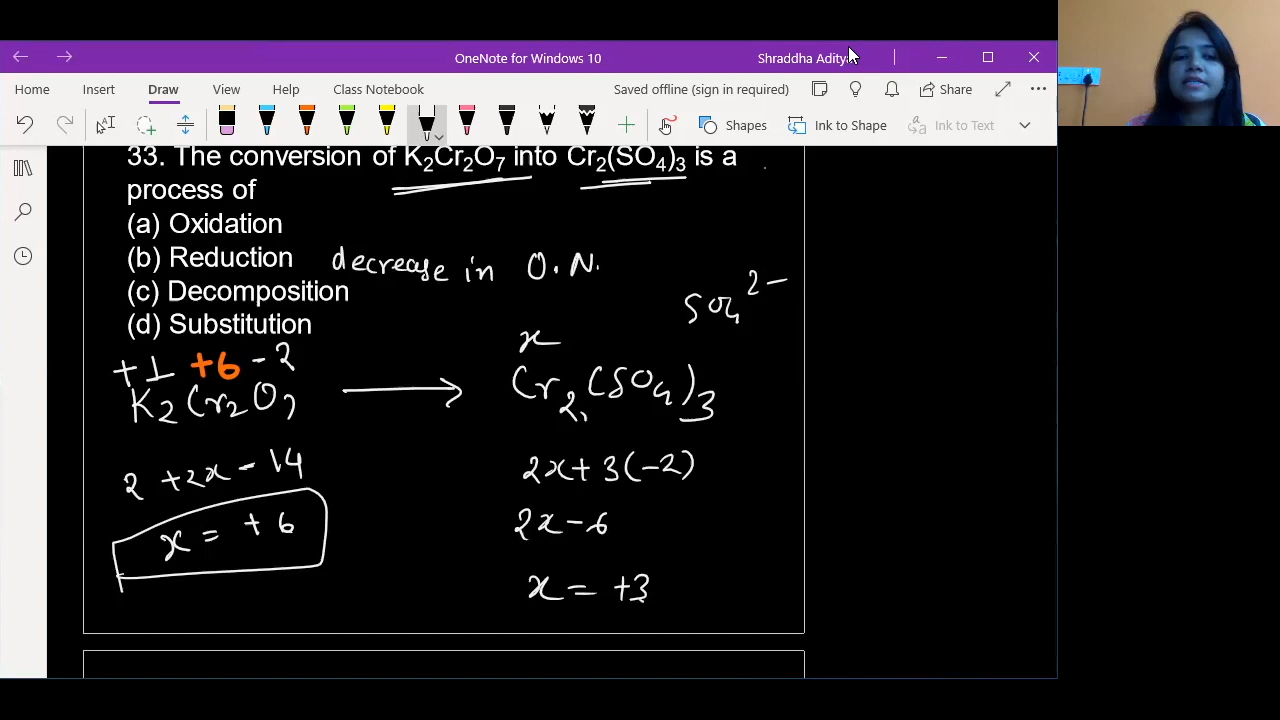 OneNote for Windows 10
Shraddha Aditya
Home Insert Draw View Help Class Notebook
Saved offline (sign in required)
Share
Shapes
Ink to Shape
Ink to Text
33. The conversion of K₂Cr₂O₇ into Cr₂(SO₄)₃ is a
process of
(a) Oxidation
(b) Reduction decrease in O.N.
(c) Decomposition
(d) Substitution
SO₄²⁻
+1 +6 -2
x
K₂Cr₂O₇ → Cr₂(SO₄)₃
2 +2x - 14
2x+ 3(-2)
x = +6
2x - 6
x = +3